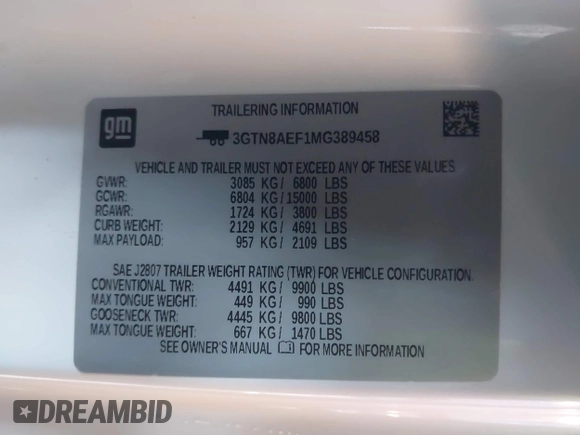 gm
TRAILERING INFORMATION
3GTN8AEF1MG389458
VEHICLE AND TRAILER MUST NOT EXCEED ANY OF THESE VALUES
GVWR: 3085 KG/ 6800 LBS
GCWR: 6804 KG/15000 LBS
RGAWR: 1724 KG/ 3800 LBS
CURB WEIGHT: 2129 KG/ 4691 LBS
MAX PAYLOAD: 957 KG/ 2109 LBS
SAE J2807 TRAILER WEIGHT RATING (TWR) FOR VEHICLE CONFIGURATION.
CONVENTIONAL TWR: 4491 KG/ 9900 LBS
MAX TONGUE WEIGHT: 449 KG/ 990 LBS
GOOSENECK TWR: 4445 KG/ 9800 LBS
MAX TONGUE WEIGHT: 667 KG/ 1470 LBS
SEE OWNER'S MANUAL FOR MORE INFORMATION
DREAMBID